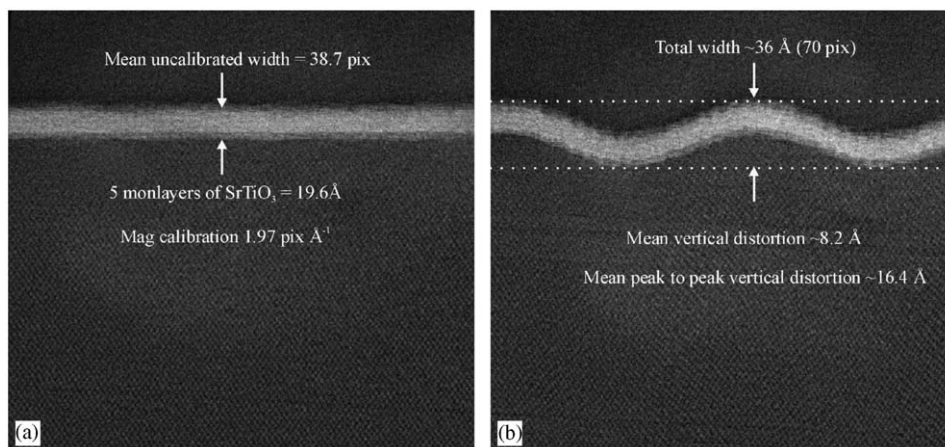 Mean uncalibrated width = 38.7 pix
5 monlayers of SrTiO₃ = 19.6Å
Mag calibration 1.97 pix Å⁻¹
(a)
Total width ~36 Å (70 pix)
Mean vertical distortion ~8.2 Å
Mean peak to peak vertical distortion ~16.4 Å
(b)